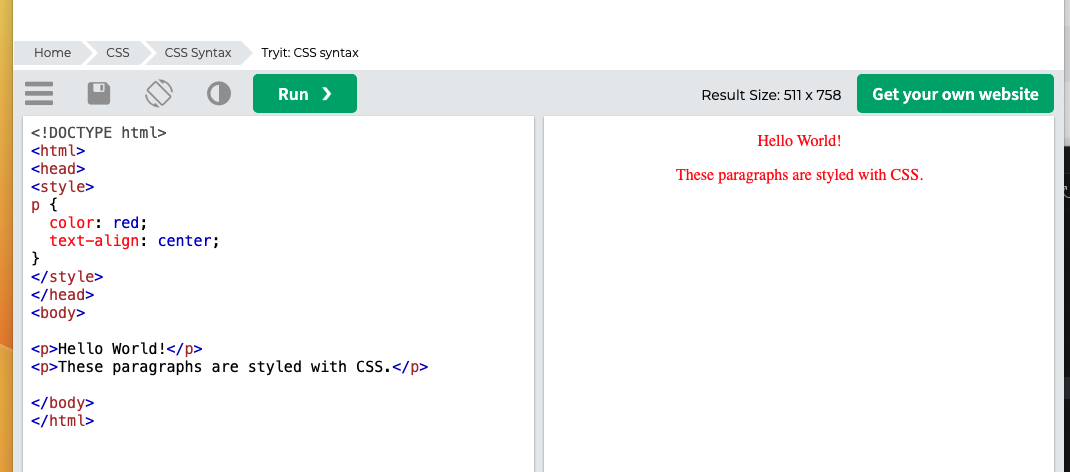 Home CSS CSS Syntax Tryit: CSS syntax
Run ❯ Result Size: 511 x 758 Get your own website
<!DOCTYPE html>
<html>
<head>
<style>
p {
  color: red;
  text-align: center;
}
</style>
</head>
<body>

<p>Hello World!</p>
<p>These paragraphs are styled with CSS.</p>

</body>
</html>
Hello World!
These paragraphs are styled with CSS.